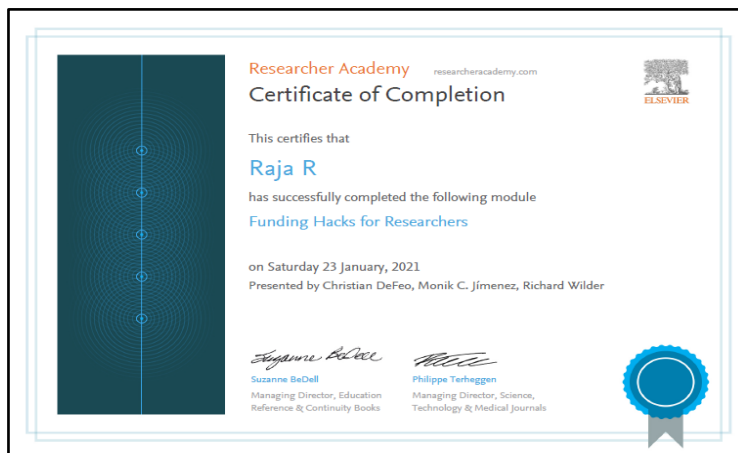 Researcher Academy researcheracademy.com
Certificate of Completion
ELSEVIER
This certifies that
Raja R
has successfully completed the following module
Funding Hacks for Researchers
on Saturday 23 January, 2021
Presented by Christian DeFeo, Monik C. Jímenez, Richard Wilder
Suzanne BeDell
Suzanne BeDell
Philippe Terheggen
Managing Director, Education
Reference & Continuity Books
Managing Director, Science,
Technology & Medical Journals